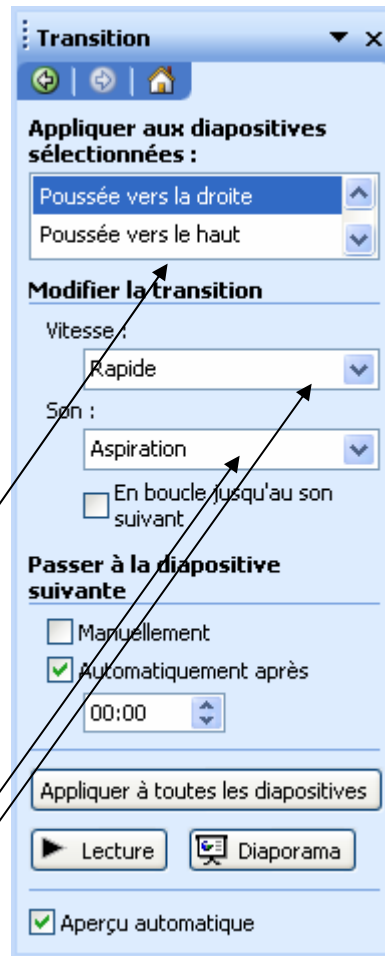 Transition
Appliquer aux diapositives
sélectionnées :
Poussée vers la droite
Poussée vers le haut
Modifier la transition
Vitesse :
Rapide
Son :
Aspiration
En boucle jusqu'au son
suivant
Passer à la diapositive
suivante
Manuellement
Automatiquement après
00:00
Appliquer à toutes les diapositives
Lecture
Diaporama
Aperçu automatique